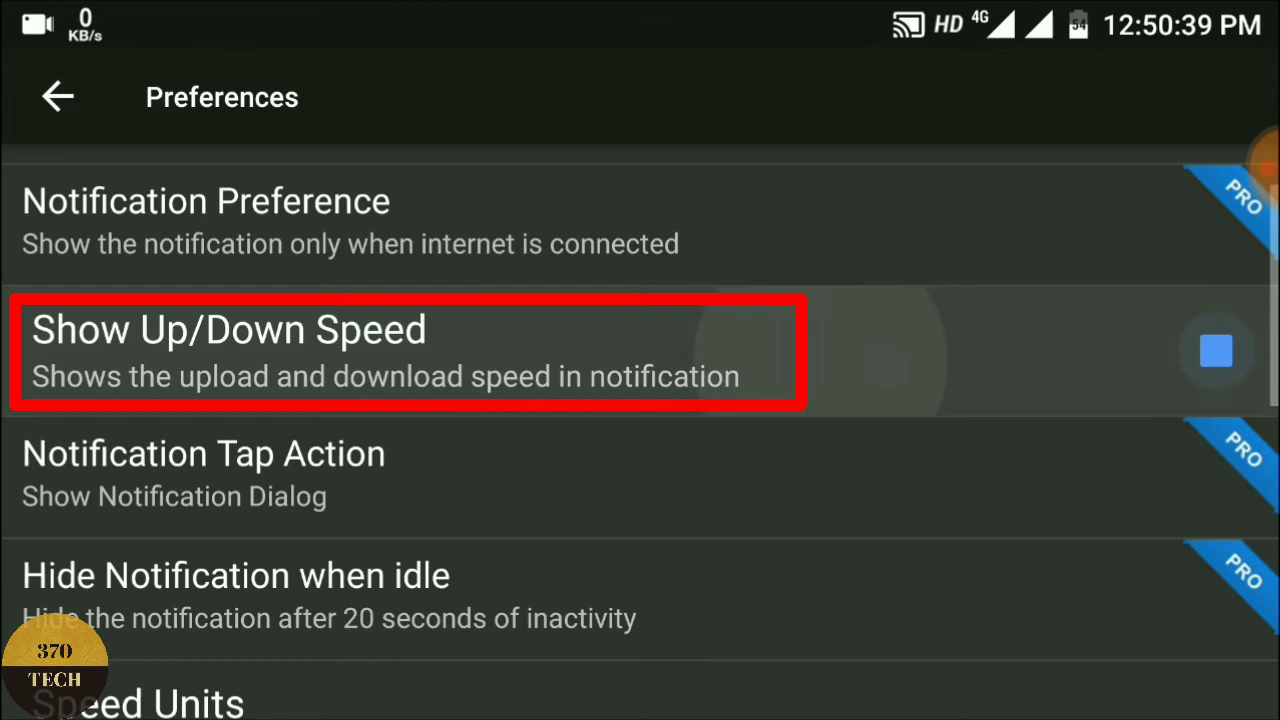 0
KB/s
HD 4G 54 12:50:39 PM
Preferences
Notification Preference
Show the notification only when internet is connected
PRO
Show Up/Down Speed
Shows the upload and download speed in notification
Notification Tap Action
Show Notification Dialog
PRO
Hide Notification when idle
Hide the notification after 20 seconds of inactivity
PRO
370
TECH
Speed Units